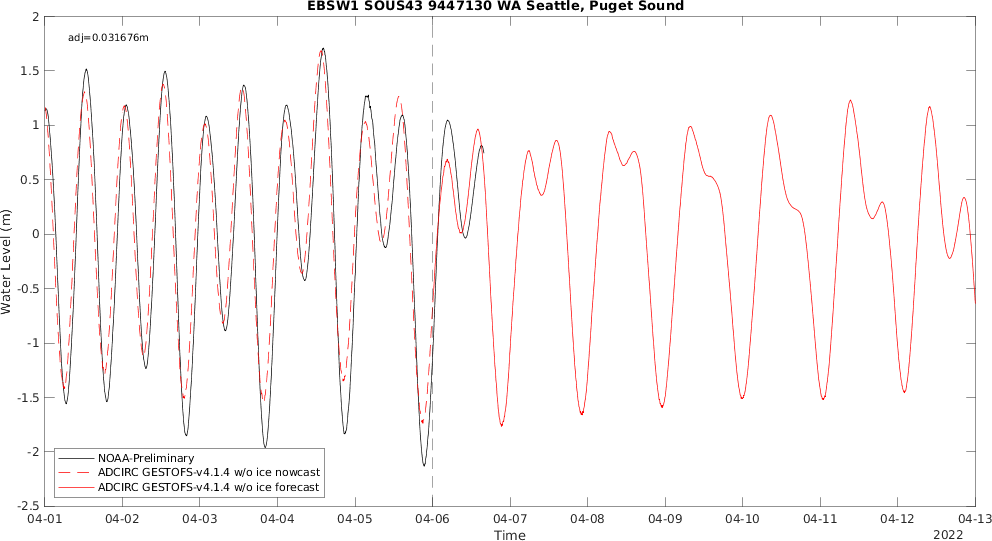 EBSW1 SOUS43 9447130 WA Seattle, Puget Sound
adj=0.031676m
2
1.5
1
0.5
0
-0.5
-1
-1.5
-2
-2.5
Water Level (m)
NOAA-Preliminary
ADCIRC GESTOFS-v4.1.4 w/o ice nowcast
ADCIRC GESTOFS-v4.1.4 w/o ice forecast
04-01 04-02 04-03 04-04 04-05 04-06 04-07 04-08 04-09 04-10 04-11 04-12 04-13
Time
2022